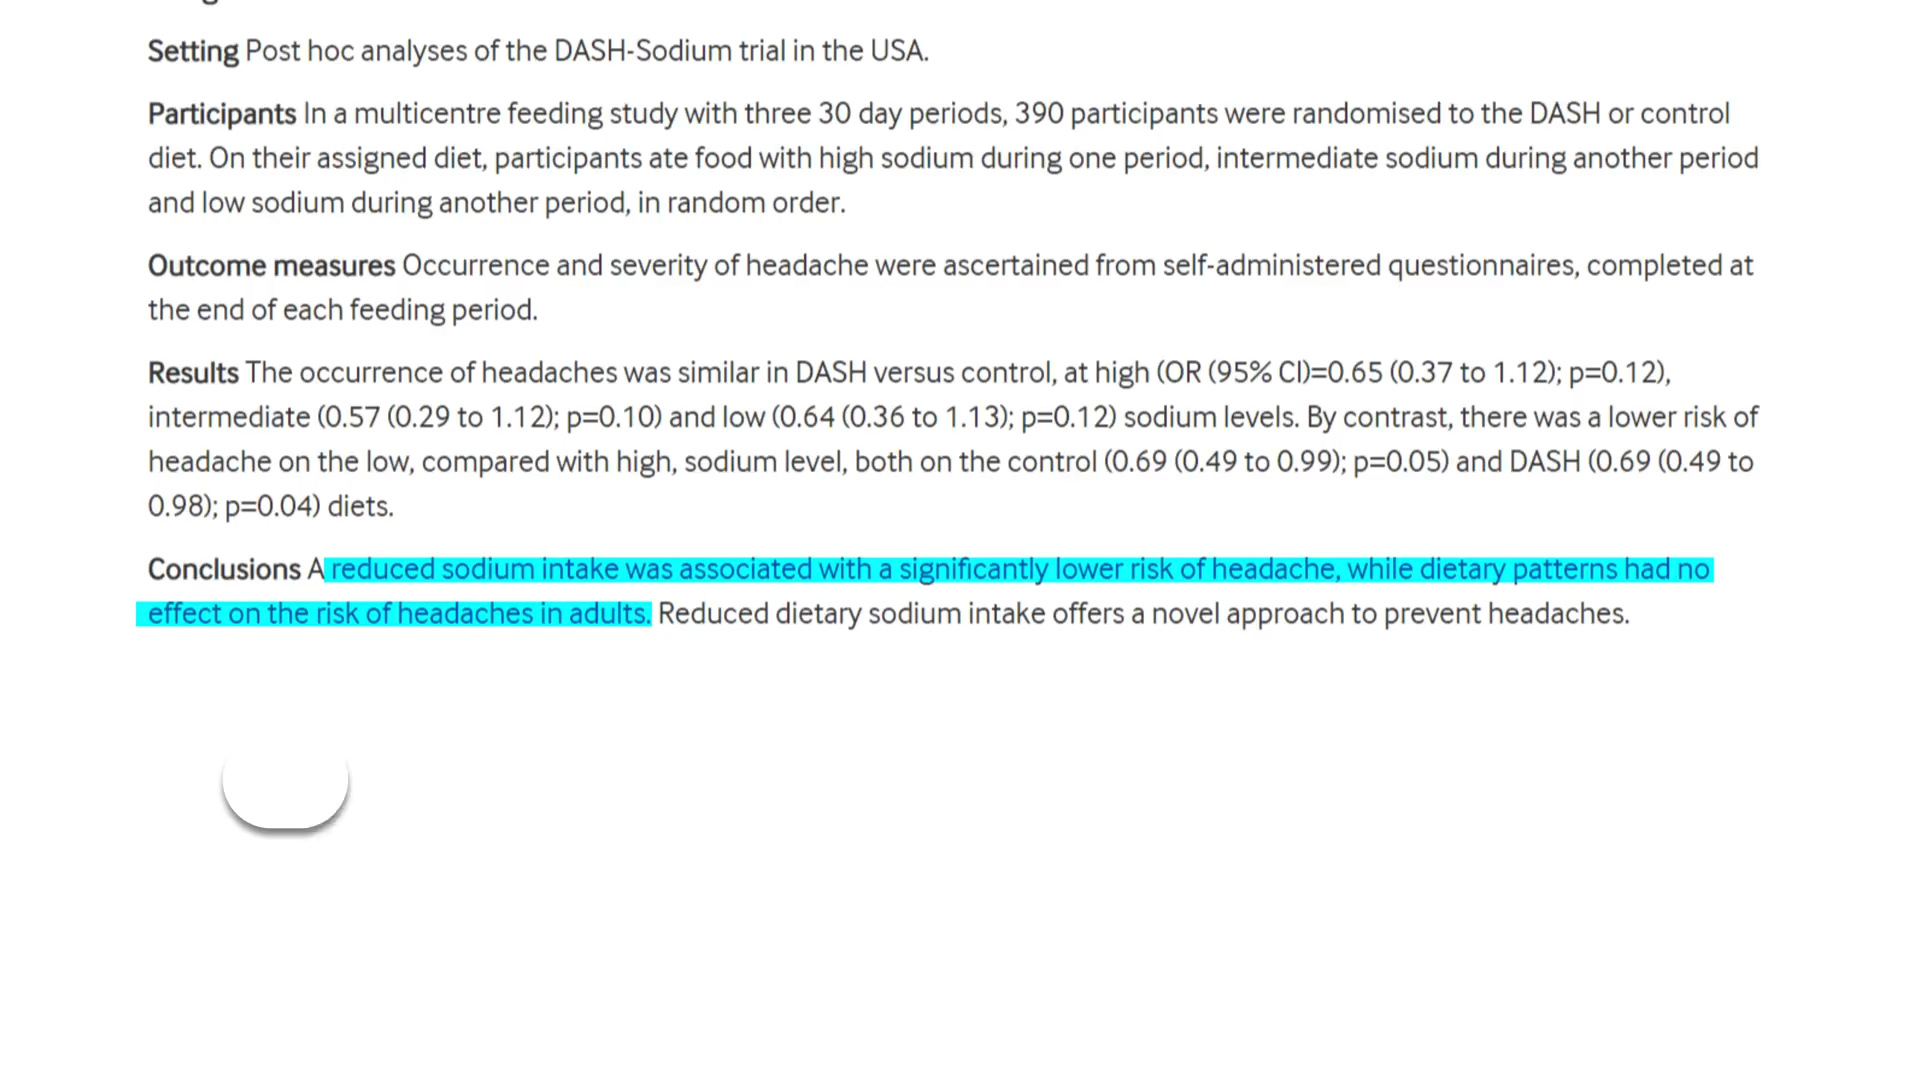 Setting Post hoc analyses of the DASH-Sodium trial in the USA.
Participants In a multicentre feeding study with three 30 day periods, 390 participants were randomised to the DASH or control
diet. On their assigned diet, participants ate food with high sodium during one period, intermediate sodium during another period
and low sodium during another period, in random order.
Outcome measures Occurrence and severity of headache were ascertained from self-administered questionnaires, completed at
the end of each feeding period.
Results The occurrence of headaches was similar in DASH versus control, at high (OR (95% CI)=0.65 (0.37 to 1.12); p=0.12),
intermediate (0.57 (0.29 to 1.12); p=0.10) and low (0.64 (0.36 to 1.13); p=0.12) sodium levels. By contrast, there was a lower risk of
headache on the low, compared with high, sodium level, both on the control (0.69 (0.49 to 0.99); p=0.05) and DASH (0.69 (0.49 to
0.98); p=0.04) diets.
Conclusions A reduced sodium intake was associated with a significantly lower risk of headache, while dietary patterns had no
effect on the risk of headaches in adults. Reduced dietary sodium intake offers a novel approach to prevent headaches.